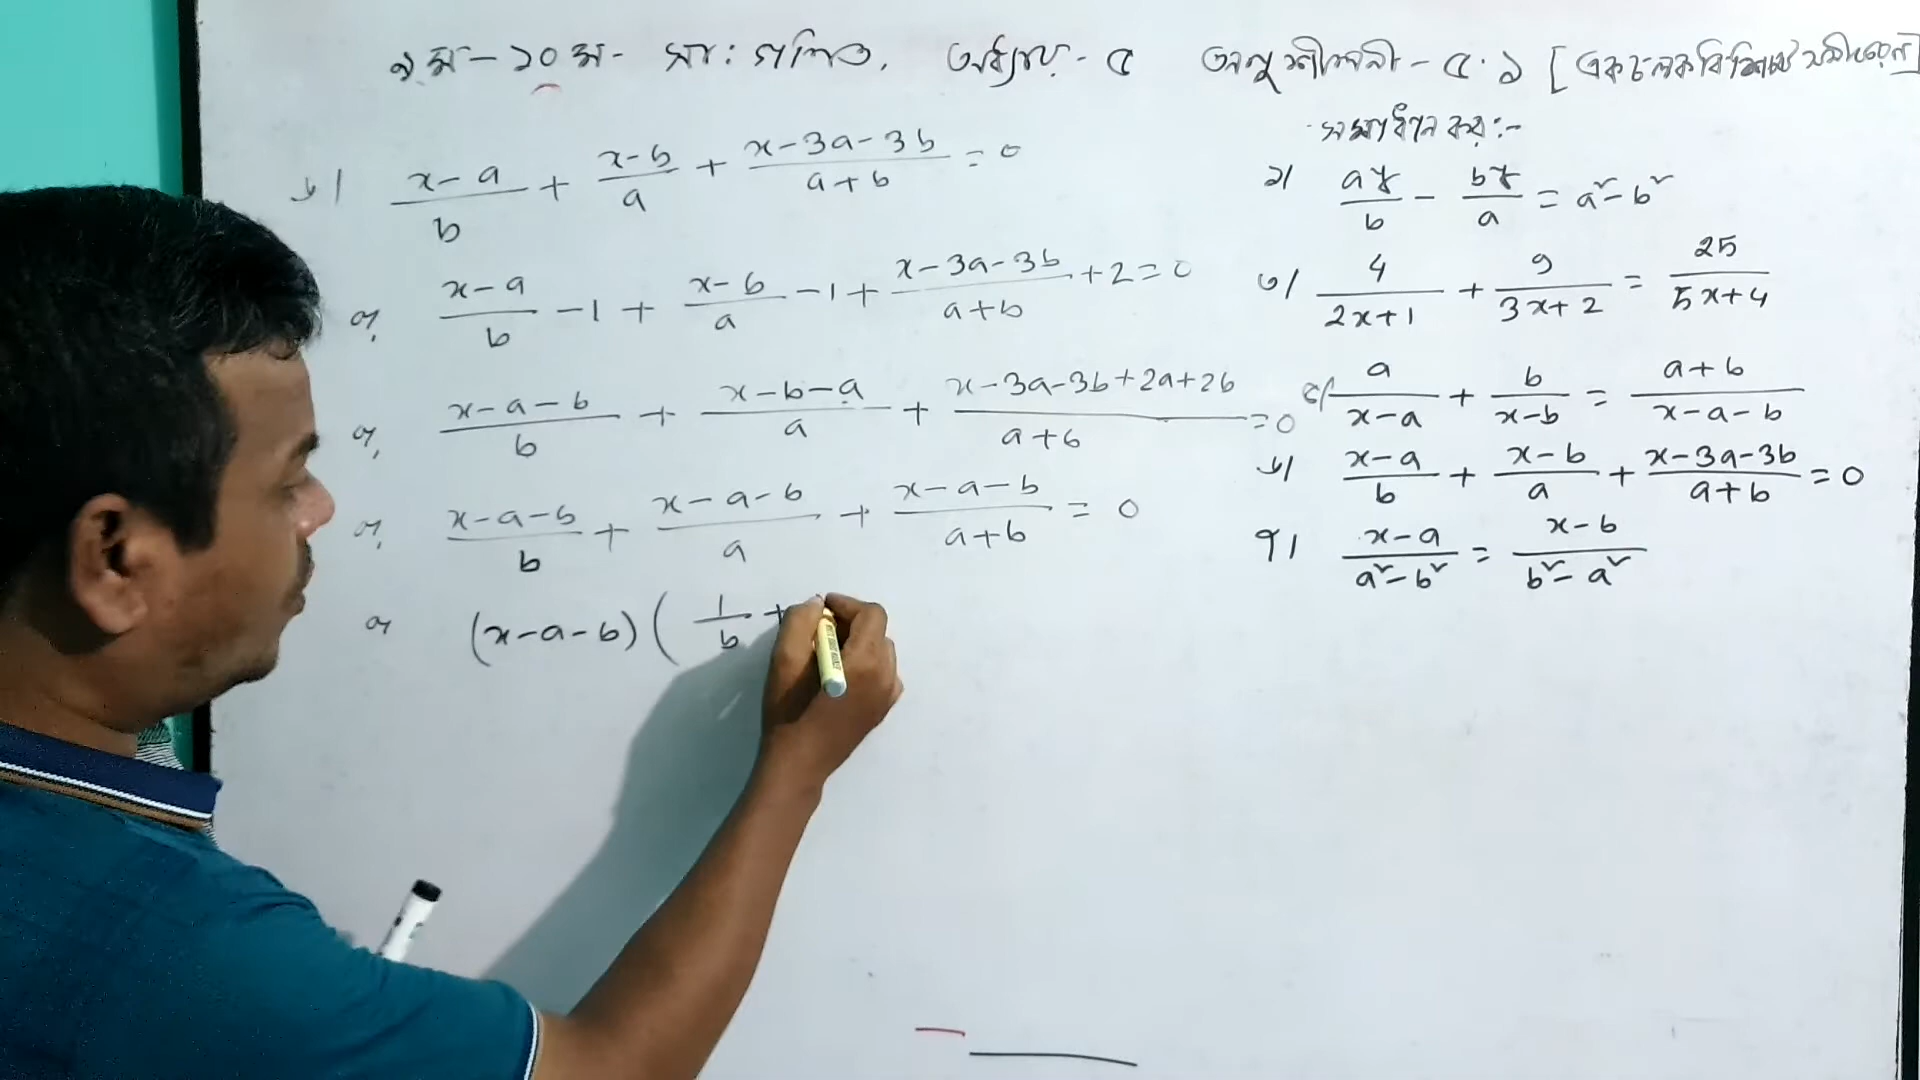 ৯ম - ১০ম - সা: গণিত, অধ্যায় - ৫ অনুশীলনী - ৫.১ [একচলকবিশিষ্ট সমীকরণ]
সমাধান কর:-
৬। (x-a)/b + (x-b)/a + (x-3a-3b)/(a+b) = 0
বা, (x-a)/b - 1 + (x-b)/a - 1 + (x-3a-3b)/(a+b) + 2 = 0
বা, (x-a-b)/b + (x-b-a)/a + (x-3a-3b+2a+2b)/(a+b) = 0
বা, (x-a-b)/b + (x-a-b)/a + (x-a-b)/(a+b) = 0
বা (x-a-b) ( 1/b +
১। ay/b - by/a = a² - b²
৩। 4/(2x+1) + 9/(3x+2) = 25/(5x+4)
৫। a/(x-a) + b/(x-b) = (a+b)/(x-a-b)
৬। (x-a)/b + (x-b)/a + (x-3a-3b)/(a+b) = 0
৭। (x-a)/(a²-b²) = (x-b)/(b²-a²)